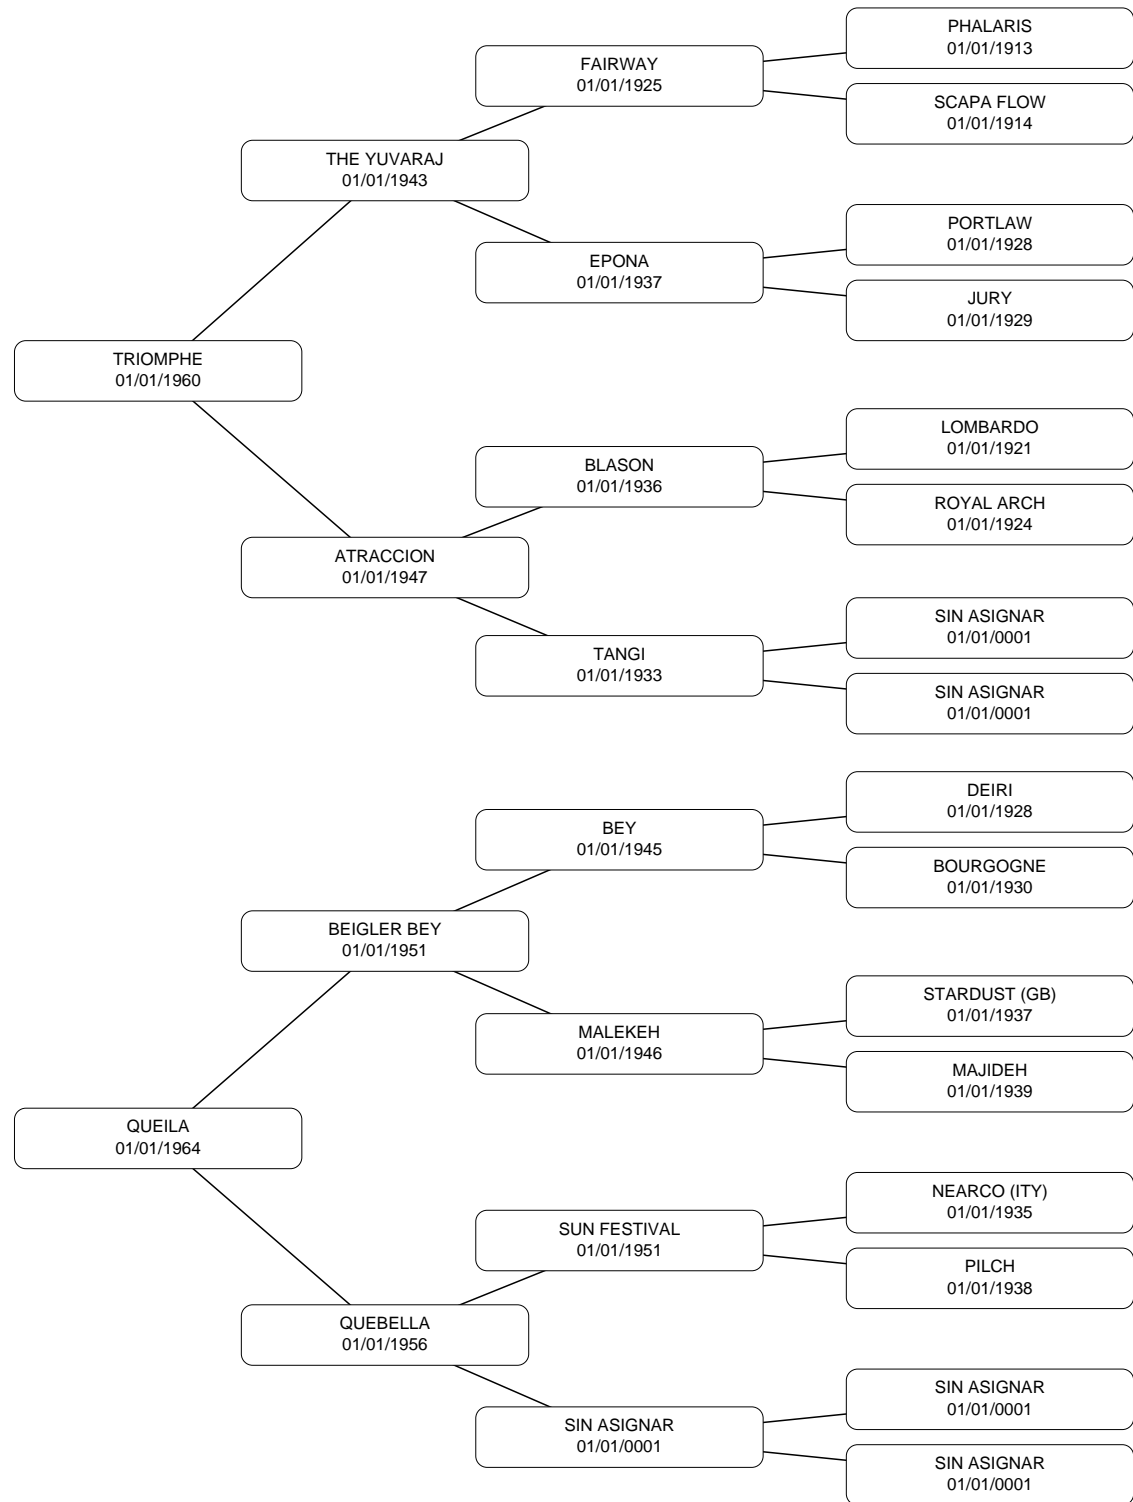 PHALARIS
01/01/1913
FAIRWAY
01/01/1925
SCAPA FLOW
01/01/1914
THE YUVARAJ
01/01/1943
PORTLAW
01/01/1928
EPONA
01/01/1937
JURY
01/01/1929
TRIOMPHE
01/01/1960
LOMBARDO
01/01/1921
BLASON
01/01/1936
ROYAL ARCH
01/01/1924
ATRACCION
01/01/1947
SIN ASIGNAR
01/01/0001
TANGI
01/01/1933
SIN ASIGNAR
01/01/0001
DEIRI
01/01/1928
BEY
01/01/1945
BOURGOGNE
01/01/1930
BEIGLER BEY
01/01/1951
STARDUST (GB)
01/01/1937
MALEKEH
01/01/1946
MAJIDEH
01/01/1939
QUEILA
01/01/1964
NEARCO (ITY)
01/01/1935
SUN FESTIVAL
01/01/1951
PILCH
01/01/1938
QUEBELLA
01/01/1956
SIN ASIGNAR
01/01/0001
SIN ASIGNAR
01/01/0001
SIN ASIGNAR
01/01/0001